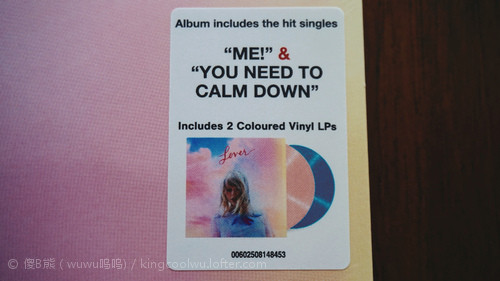 Album includes the hit singles
“ME!” &
“YOU NEED TO
CALM DOWN”
Includes 2 Coloured Vinyl LPs
Lover
00602508148453
© 傻B熊 ( wuwu呜呜) / kingcoolwu.lofter.com